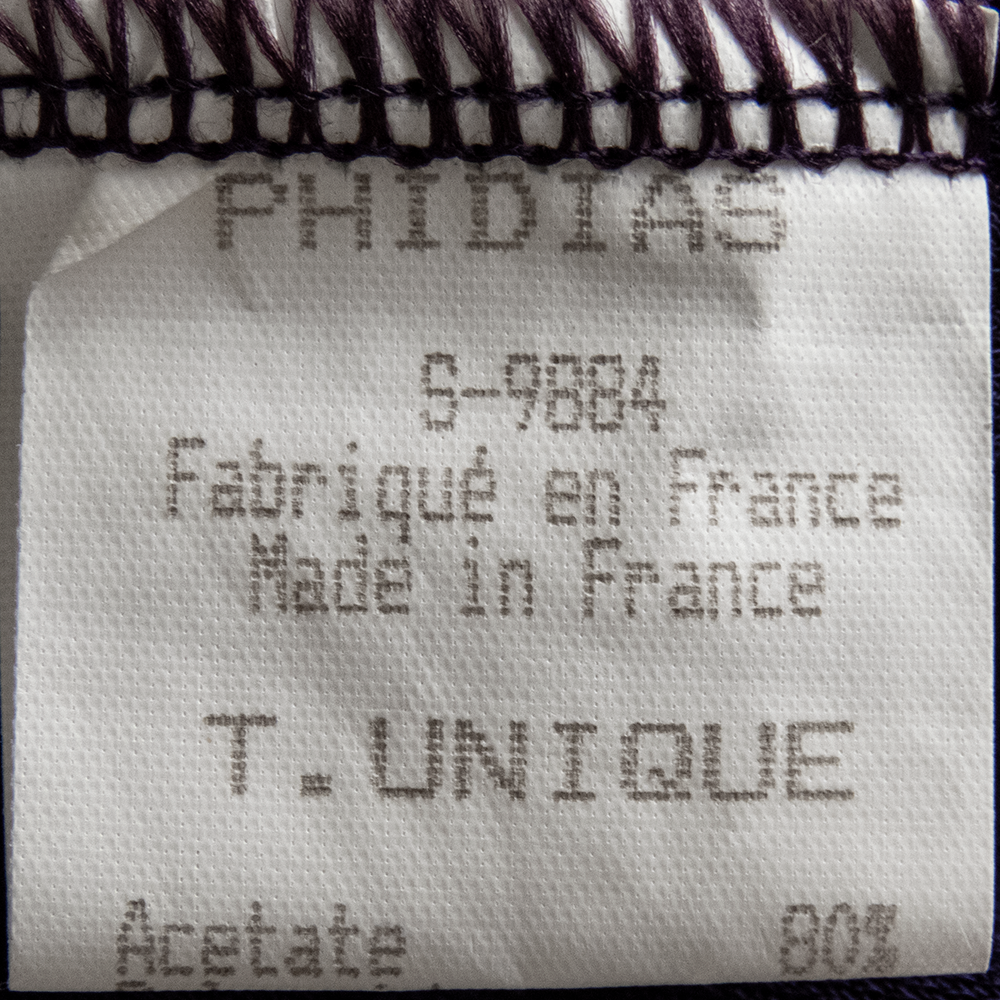 PHIDIAS
S-9884
Fabriqué en France
Made in France
T.UNIQUE
Acetate 80%